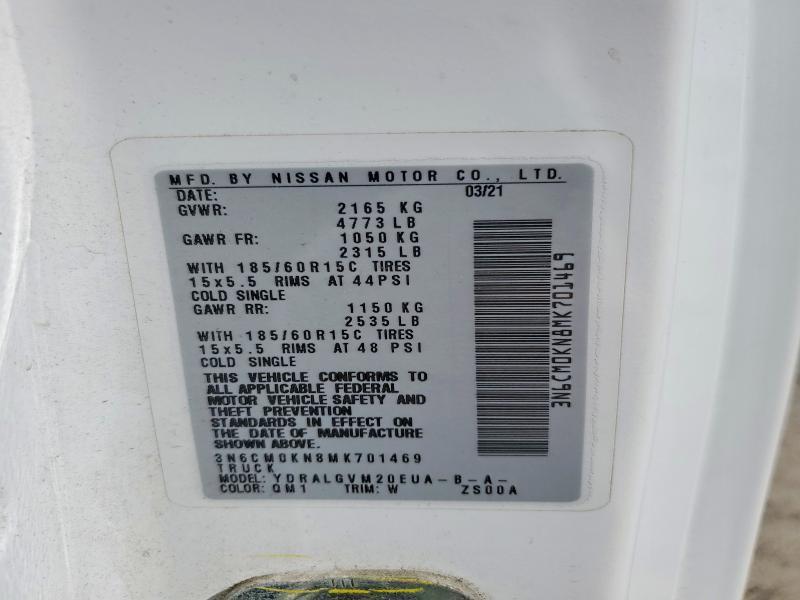 MFD. BY NISSAN MOTOR CO., LTD.
DATE: 03/21
GVWR: 2165 KG
4773 LB
GAWR FR: 1050 KG
2315 LB
WITH 185/60R15C TIRES
15x5.5 RIMS AT 44PSI
COLD SINGLE
GAWR RR: 1150 KG
2535 LB
WITH 185/60R15C TIRES
15x5.5 RIMS AT 48 PSI
COLD SINGLE
THIS VEHICLE CONFORMS TO
ALL APPLICABLE FEDERAL
MOTOR VEHICLE SAFETY AND
THEFT PREVENTION
STANDARDS IN EFFECT ON
THE DATE OF MANUFACTURE
SHOWN ABOVE.
3N6CM0KN8MK701469
TRUCK
MODEL: YDRALGVM20EUA-B-A-
COLOR: QM1 TRIM: W ZS00A
3N6CM0KN8MK701469